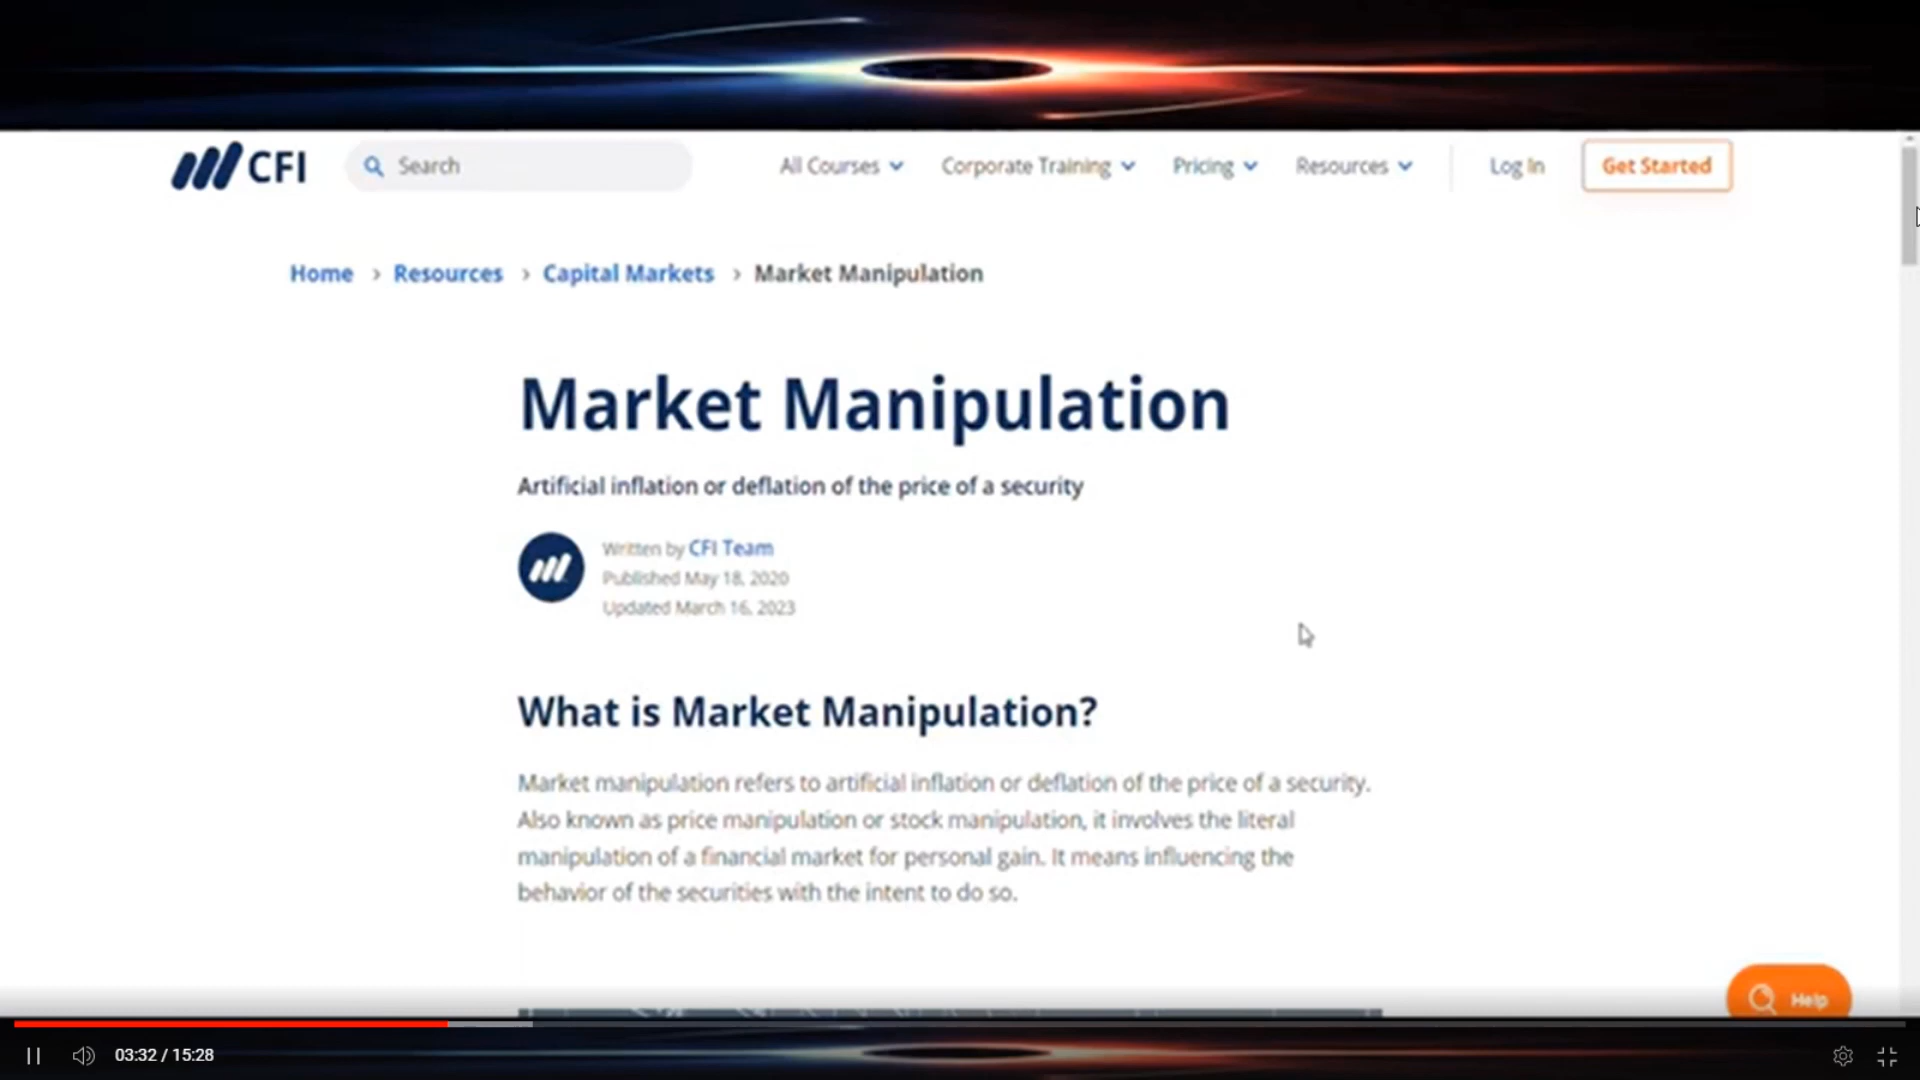 CFI
Search
All Courses
Corporate Training
Pricing
Resources
Log In
Get Started
Home > Resources > Capital Markets > Market Manipulation
Market Manipulation
Artificial inflation or deflation of the price of a security
Written by CFI Team
Published May 18, 2020
Updated March 16, 2023
What is Market Manipulation?
Market manipulation refers to artificial inflation or deflation of the price of a security.
Also known as price manipulation or stock manipulation, it involves the literal
manipulation of a financial market for personal gain. It means influencing the
behavior of the securities with the intent to do so.
Help
03:32 / 15:28